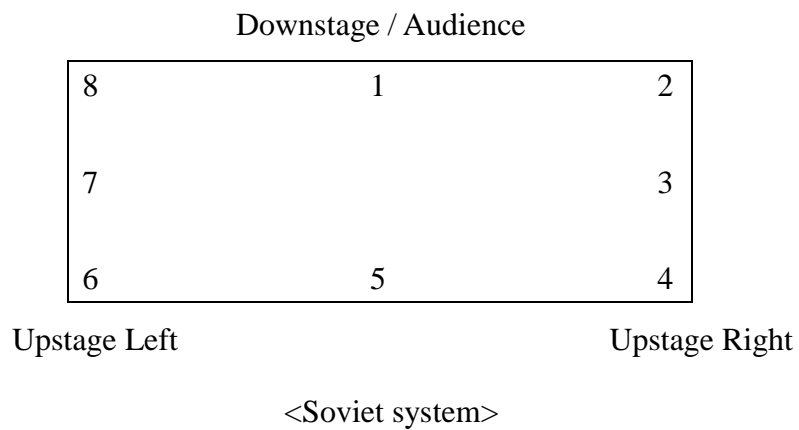 Downstage / Audience
8 1 2
7 3
6 5 4
Upstage Left Upstage Right
<Soviet system>